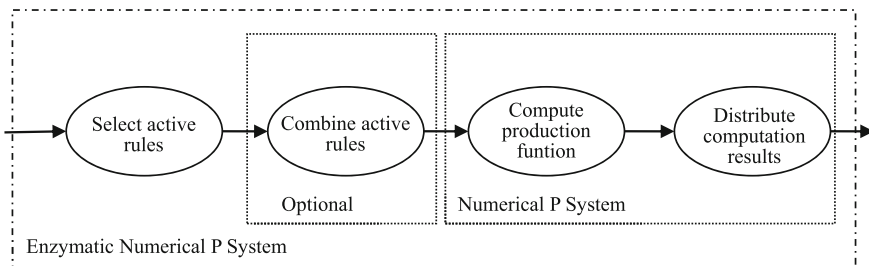 Select active
rules
Combine active
rules
Compute
production
funtion
Distribute
computation
results
Optional
Numerical P System
Enzymatic Numerical P System